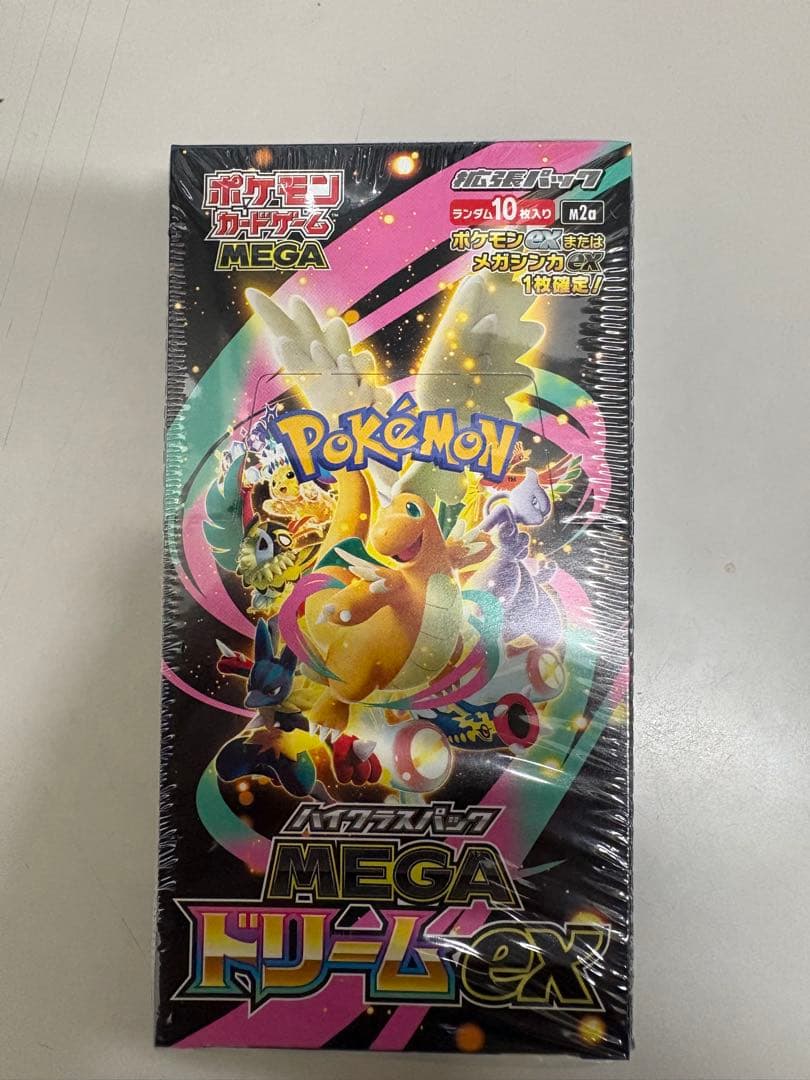 ポケモン
カードゲーム
MEGA
拡張パック
ランダム10枚入り M2a
ポケモンexまたは
メガシンカex
1枚確定!
POKéMON
TM
ハイクラスパック
MEGA
ドリームex